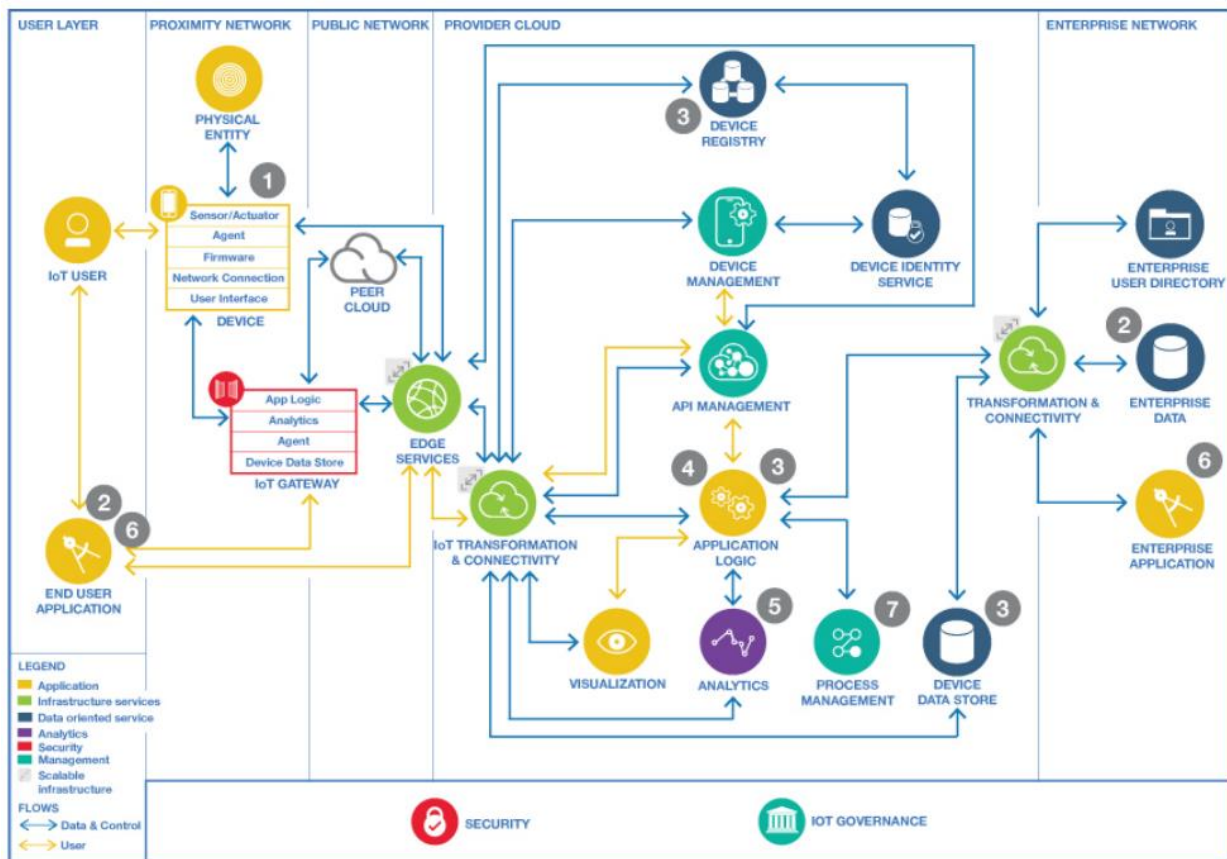 USER LAYER
PROXIMITY NETWORK
PUBLIC NETWORK
PROVIDER CLOUD
ENTERPRISE NETWORK
PHYSICAL
ENTITY
1
Sensor/Actuator
Agent
Firmware
Network Connection
User Interface
DEVICE
IoT USER
PEER
CLOUD
App Logic
Analytics
Agent
Device Data Store
IoT GATEWAY
EDGE
SERVICES
2
6
END USER
APPLICATION
3
DEVICE
REGISTRY
DEVICE
MANAGEMENT
DEVICE IDENTITY
SERVICE
API MANAGEMENT
4
3
APPLICATION
LOGIC
IoT TRANSFORMATION
& CONNECTIVITY
VISUALIZATION
5
ANALYTICS
7
PROCESS
MANAGEMENT
3
DEVICE
DATA STORE
ENTERPRISE
USER DIRECTORY
TRANSFORMATION &
CONNECTIVITY
2
ENTERPRISE
DATA
6
ENTERPRISE
APPLICATION
LEGEND
Application
Infrastructure services
Data oriented service
Analytics
Security
Management
Scalable
infrastructure
FLOWS
Data & Control
User
SECURITY
IOT GOVERNANCE